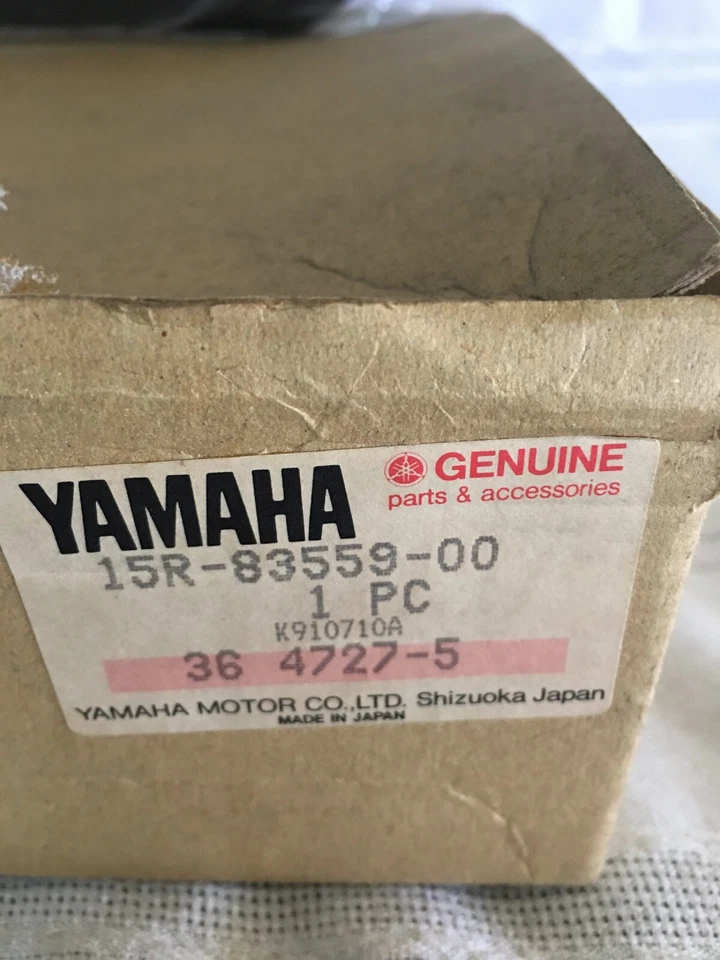 YAMAHA
GENUINE
parts & accessories
15R-83559-00
1 PC
K910710A
36 4727-5
YAMAHA MOTOR CO.,LTD. Shizuoka Japan
MADE IN JAPAN